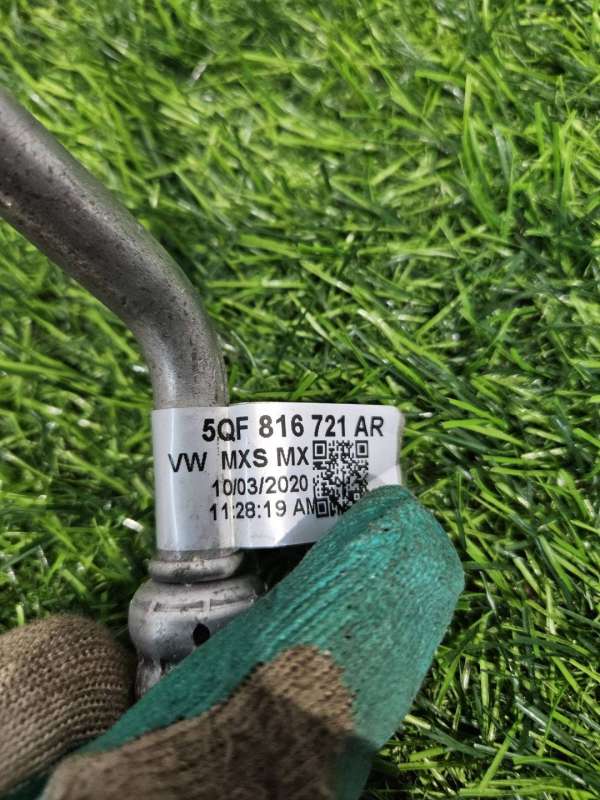 5QF 816 721 AR
VW MXS MX
10/03/2020
11:28:19 AM